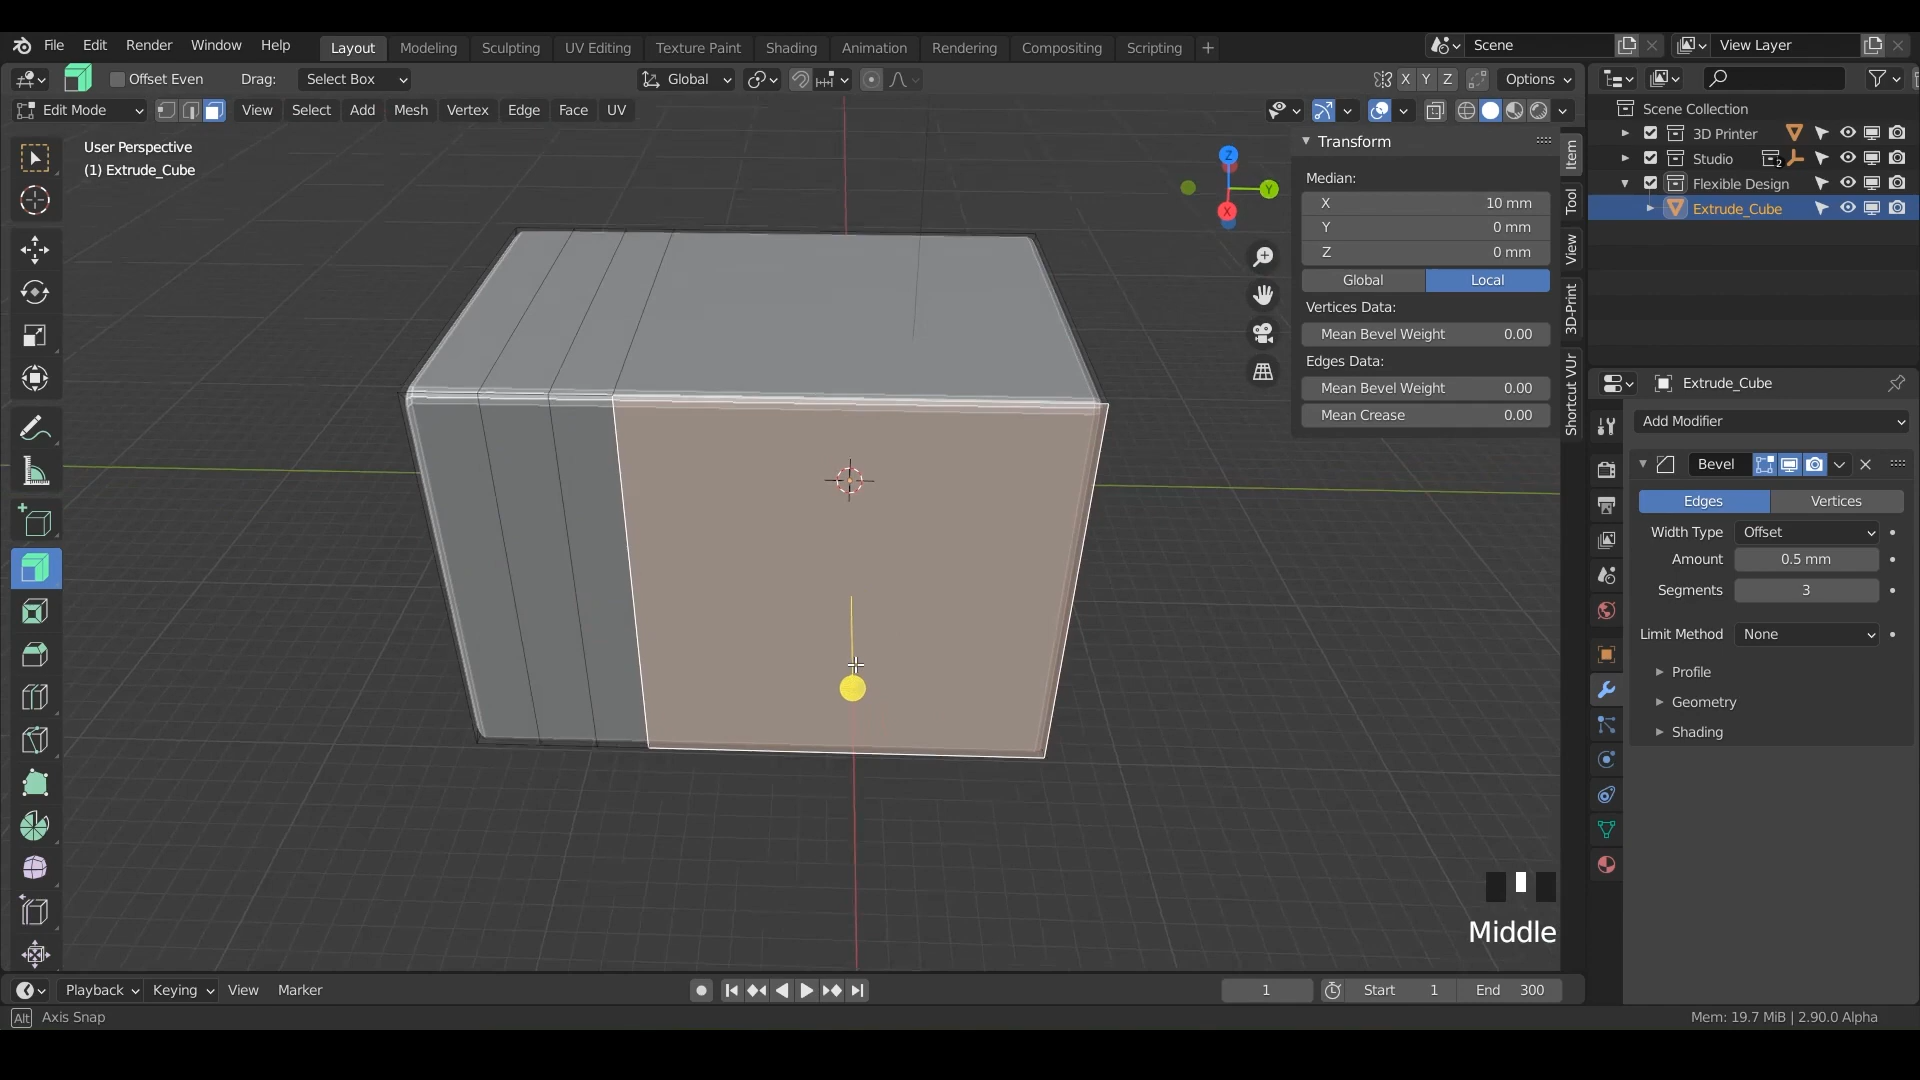 File Edit Render Window Help Layout Modeling Sculpting UV Editing Texture Paint Shading Animation Rendering Compositing Scripting + Scene View Layer
Offset Even Drag: Select Box Global X Y Z Options
Edit Mode View Select Add Mesh Vertex Edge Face UV
User Perspective
(1) Extrude_Cube
Z
Y
X
Transform
Median:
X 10 mm
Y 0 mm
Z 0 mm
Global Local
Vertices Data:
Mean Bevel Weight 0.00
Edges Data:
Mean Bevel Weight 0.00
Mean Crease 0.00
Item
Tool
View
3D-Print
Shortcut VUr
Scene Collection
3D Printer
Studio 2
Flexible Design
Extrude_Cube
Extrude_Cube
Add Modifier
Bevel
Edges Vertices
Width Type Offset
Amount 0.5 mm
Segments 3
Limit Method None
Profile
Geometry
Shading
Middle
Playback Keying View Marker 1 Start 1 End 300
Alt Axis Snap Mem: 19.7 MiB | 2.90.0 Alpha